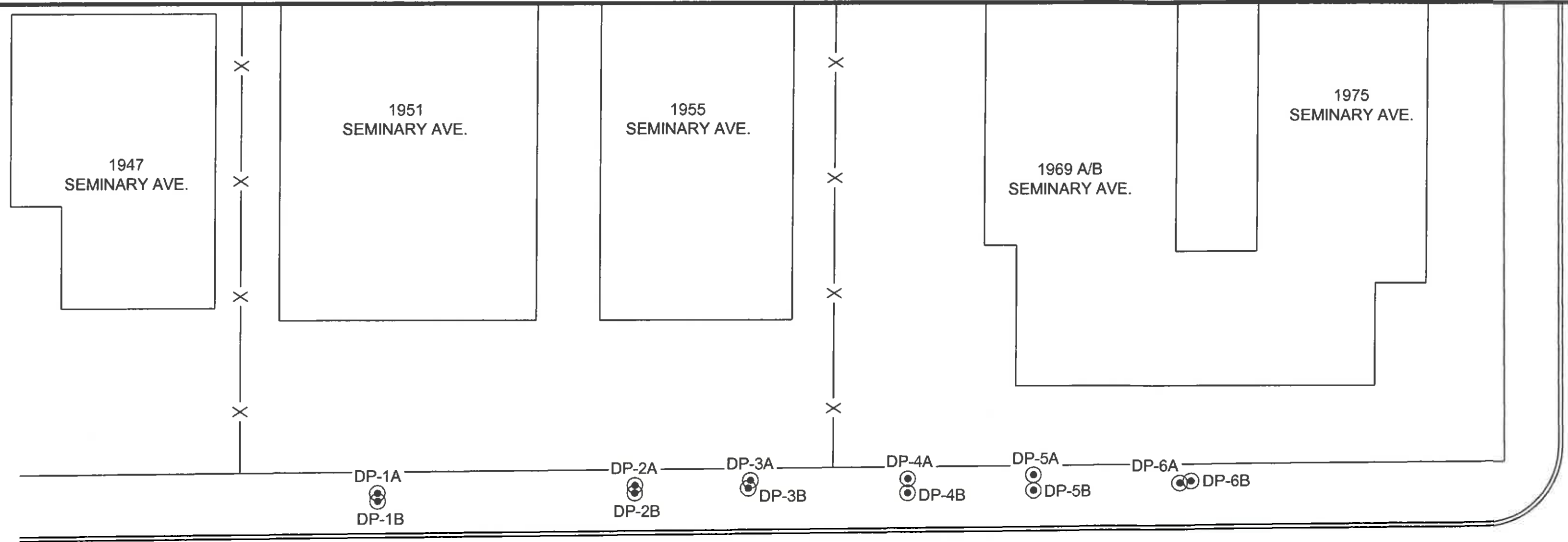 1947
SEMINARY AVE.
1951
SEMINARY AVE.
1955
SEMINARY AVE.
1969 A/B
SEMINARY AVE.
1975
SEMINARY AVE.
DP-1A
DP-1B
DP-2A
DP-2B
DP-3A
DP-3B
DP-4A
DP-4B
DP-5A
DP-5B
DP-6A
DP-6B